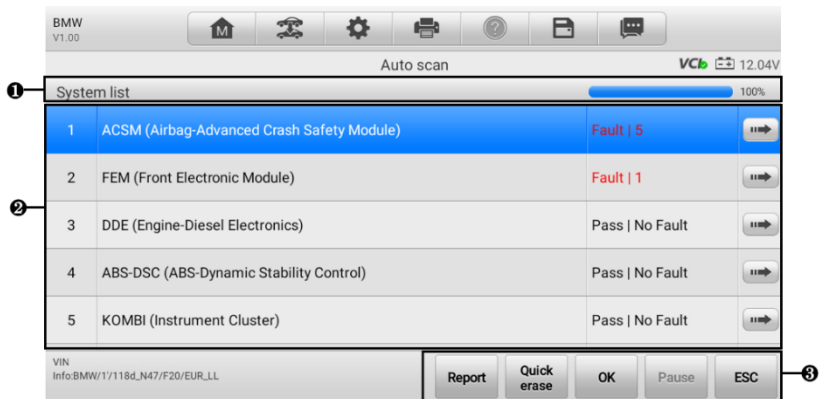 BMW
V1.00
M
?
Auto scan
VCI
12.04V
❶
System list
100%
1 ACSM (Airbag-Advanced Crash Safety Module) Fault | 5
2 FEM (Front Electronic Module) Fault | 1
❷
3 DDE (Engine-Diesel Electronics) Pass | No Fault
4 ABS-DSC (ABS-Dynamic Stability Control) Pass | No Fault
5 KOMBI (Instrument Cluster) Pass | No Fault
VIN
Info:BMW/1'/118d_N47/F20/EUR_LL
Report
Quick
erase
OK
Pause
ESC
❸